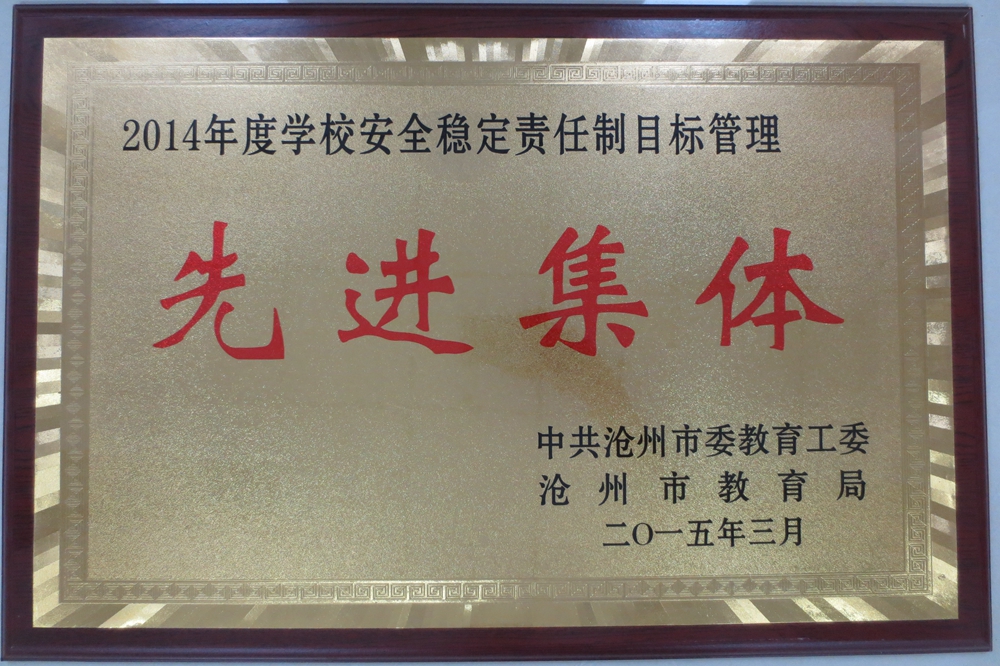 2014年度学校安全稳定责任制目标管理
先进集体
中共沧州市委教育工委
沧州市教育局
二〇一五年三月